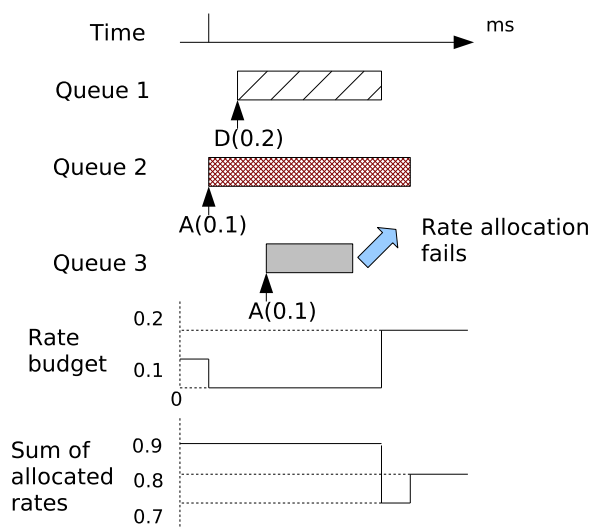 Time
ms
Queue 1
D(0.2)
Queue 2
A(0.1)
Queue 3
Rate allocation
fails
A(0.1)
Rate
budget
0.2
0.1
0
Sum of
allocated
rates
0.9
0.8
0.7